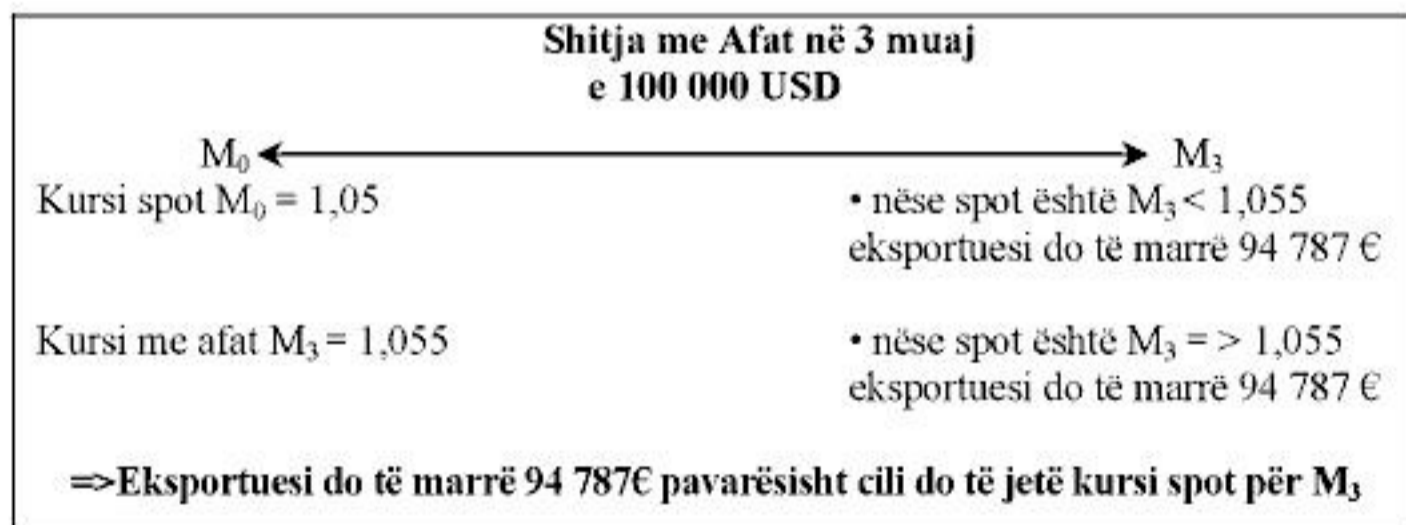 Shitja me Afat në 3 muaj
e 100 000 USD
M₀ M₃
Kursi spot M₀ = 1,05
• nëse spot është M₃ < 1,055
eksportuesi do të marrë 94 787 €
Kursi me afat M₃ = 1,055
• nëse spot është M₃ = > 1,055
eksportuesi do të marrë 94 787 €
=>Eksportuesi do të marrë 94 787€ pavarësisht cili do të jetë kursi spot për M₃